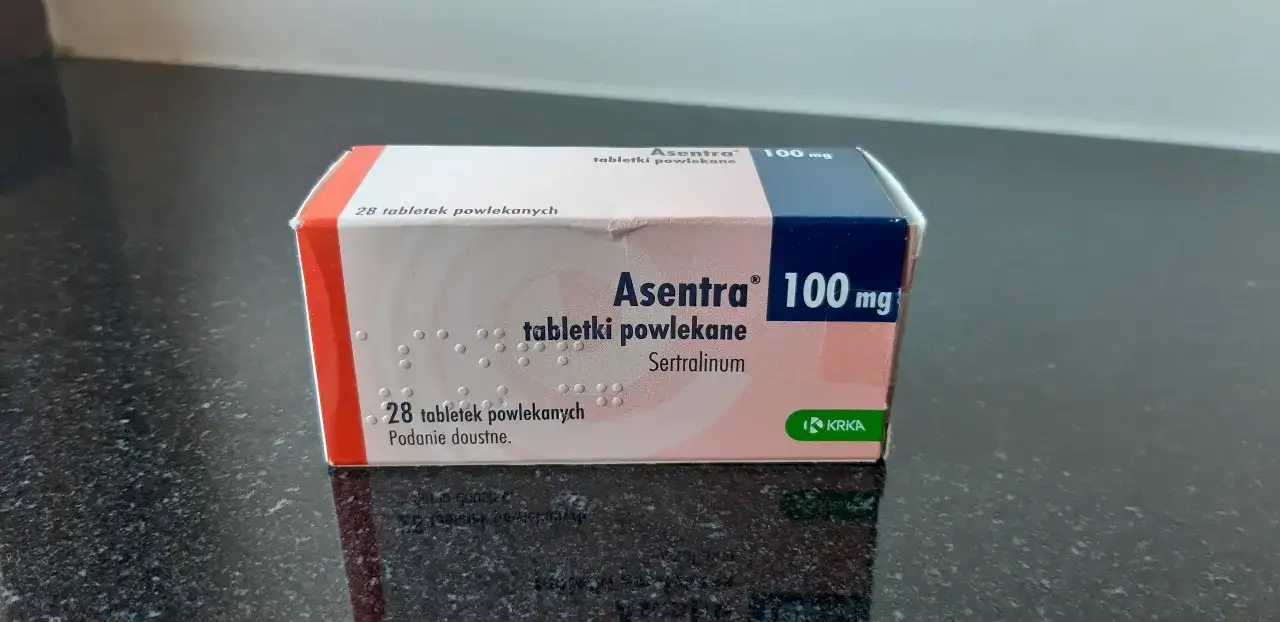 Asentra® 100 mg
tabletki powlekane
28 tabletek powlekanych
Asentra® 100 mg
tabletki powlekane
Sertralinum
28 tabletek powlekanych
Podanie doustne.
KRKA